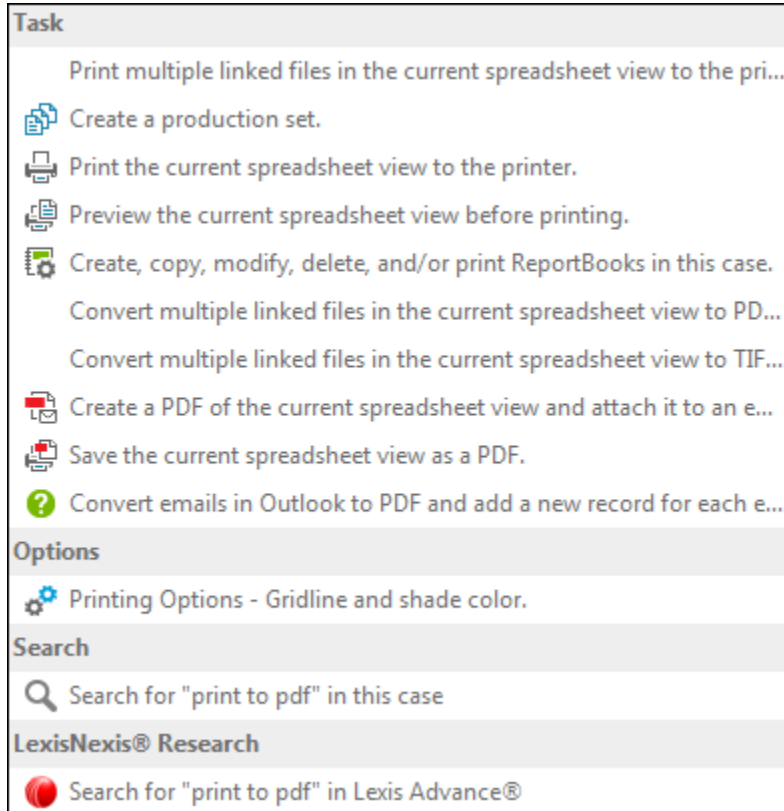 Task
Print multiple linked files in the current spreadsheet view to the pri...
Create a production set.
Print the current spreadsheet view to the printer.
Preview the current spreadsheet view before printing.
Create, copy, modify, delete, and/or print ReportBooks in this case.
Convert multiple linked files in the current spreadsheet view to PD...
Convert multiple linked files in the current spreadsheet view to TIF...
Create a PDF of the current spreadsheet view and attach it to an e...
Save the current spreadsheet view as a PDF.
Convert emails in Outlook to PDF and add a new record for each e...
Options
Printing Options - Gridline and shade color.
Search
Search for "print to pdf" in this case
LexisNexis® Research
Search for "print to pdf" in Lexis Advance®